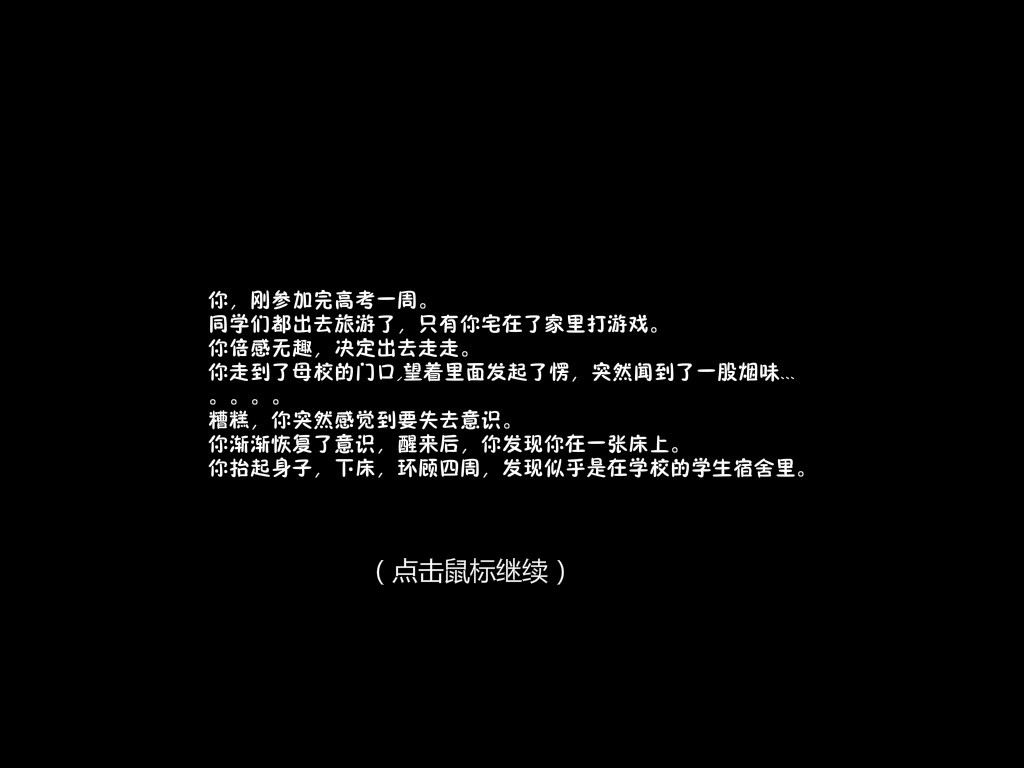 你，刚参加完高考一周。
同学们都出去旅游了，只有你宅在了家里打游戏。
你倍感无趣，决定出去走走。
你走到了母校的门口,望着里面发起了愣，突然闻到了一股烟味、、、
。。。。
糟糕，你突然感觉到要失去意识。
你渐渐恢复了意识，醒来后，你发现你在一张床上。
你抬起身子，下床，环顾四周，发现似乎是在学校的学生宿舍里。
（点击鼠标继续）